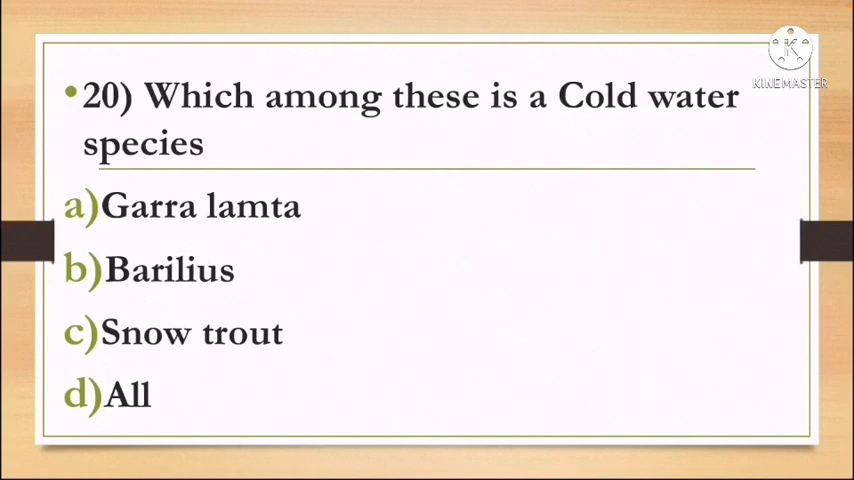 K
KINEMASTER
• 20) Which among these is a Cold water
species
a)Garra lamta
b)Barilius
c)Snow trout
d)All